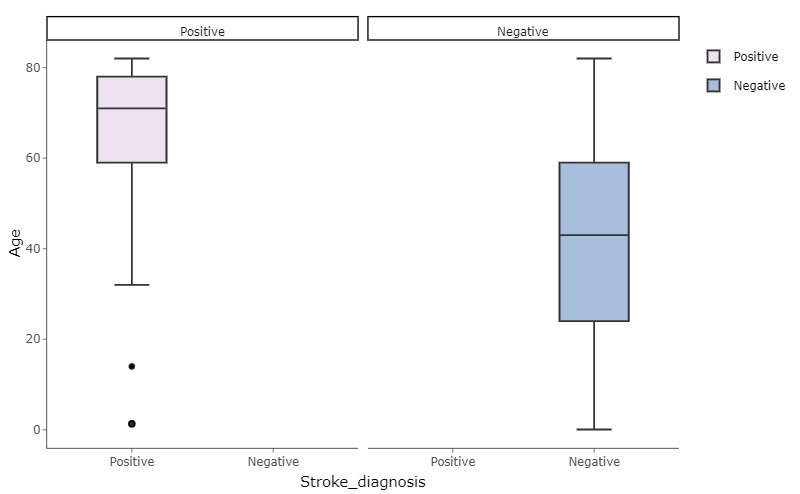 Positive Negative
Positive
Negative
80
60
40
20
0
Age
Positive Negative Positive Negative
Stroke_diagnosis